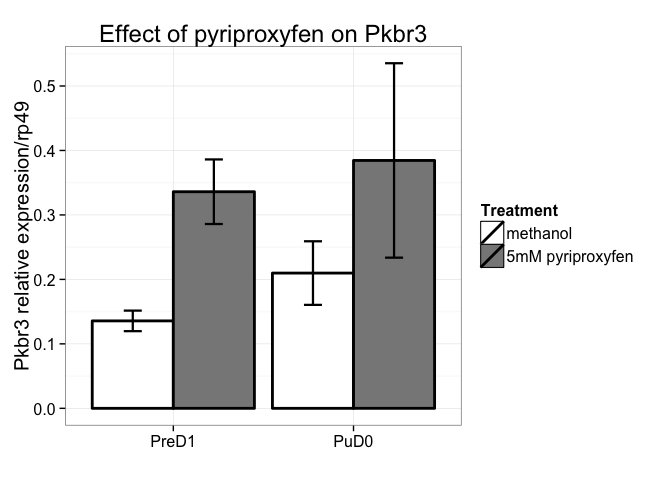 Effect of pyriproxyfen on Pkbr3
Pkbr3 relative expression/rp49
0.5
0.4
0.3
0.2
0.1
0.0
PreD1 PuD0
Treatment
methanol
5mM pyriproxyfen